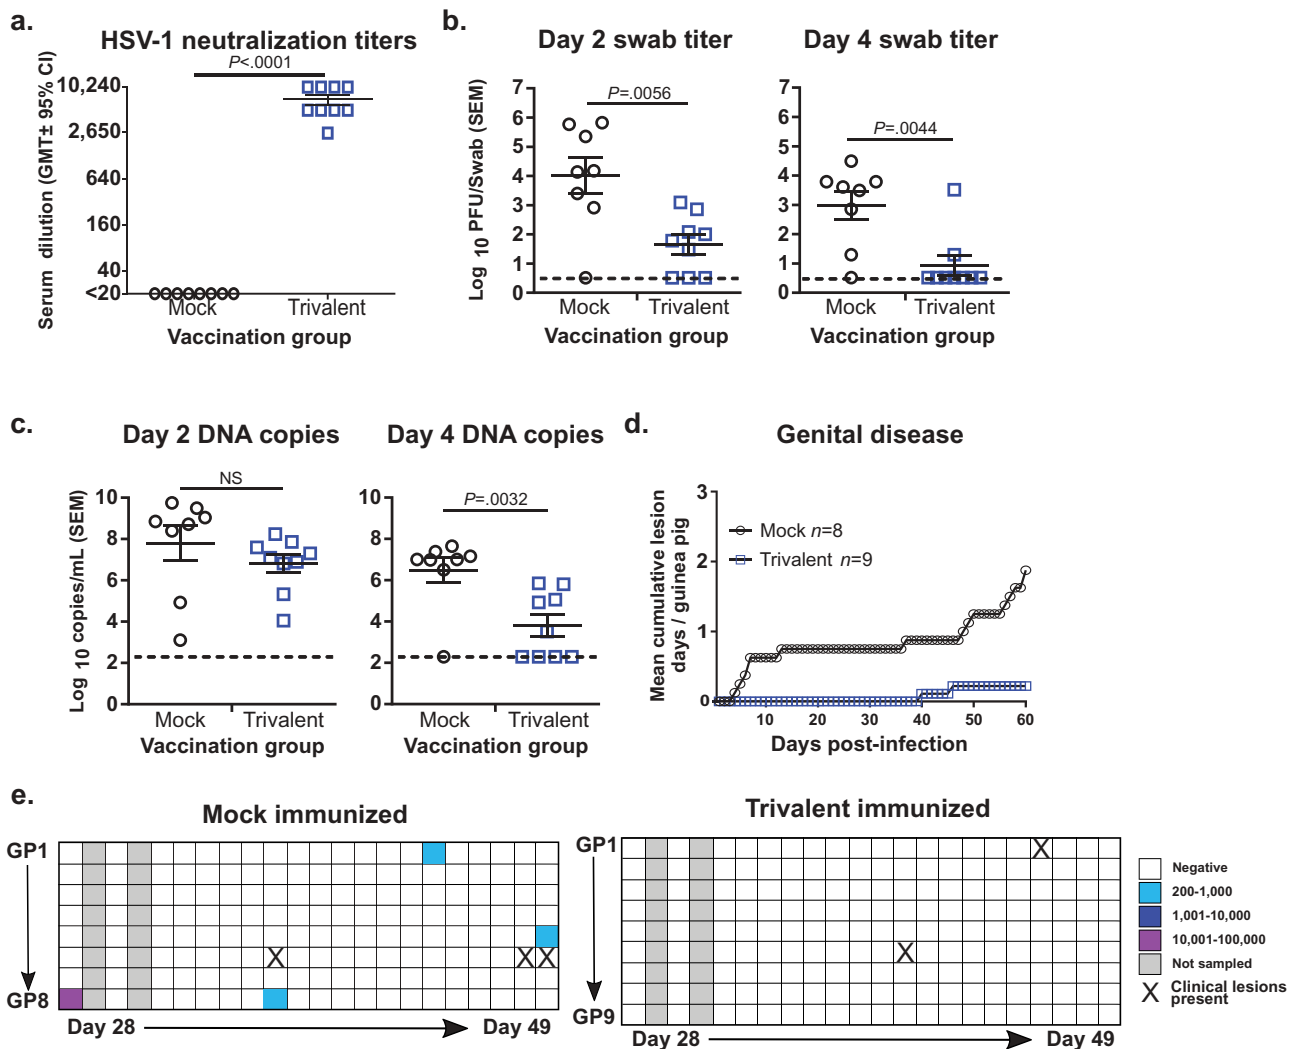 a.
HSV-1 neutralization titers
P<.0001
Serum dilution (GMT± 95% CI)
10,240
2,650
640
160
40
<20
Mock
Trivalent
Vaccination group
b.
Day 2 swab titer
P=.0056
Log 10 PFU/Swab (SEM)
7
6
5
4
3
2
1
0
Mock
Trivalent
Vaccination group
Day 4 swab titer
P=.0044
7
6
5
4
3
2
1
0
Mock
Trivalent
Vaccination group
c.
Day 2 DNA copies
NS
Log 10 copies/mL (SEM)
10
8
6
4
2
0
Mock
Trivalent
Vaccination group
Day 4 DNA copies
P=.0032
10
8
6
4
2
0
Mock
Trivalent
Vaccination group
d.
Genital disease
Mean cumulative lesion
days / guinea pig
3
2
1
0
Mock n=8
Trivalent n=9
10
20
30
40
50
60
Days post-infection
e.
Mock immunized
GP1
X
X
X
GP8
Day 28
Day 49
Trivalent immunized
GP1
X
X
GP9
Day 28
Day 49
Negative
200-1,000
1,001-10,000
10,001-100,000
Not sampled
X Clinical lesions
present